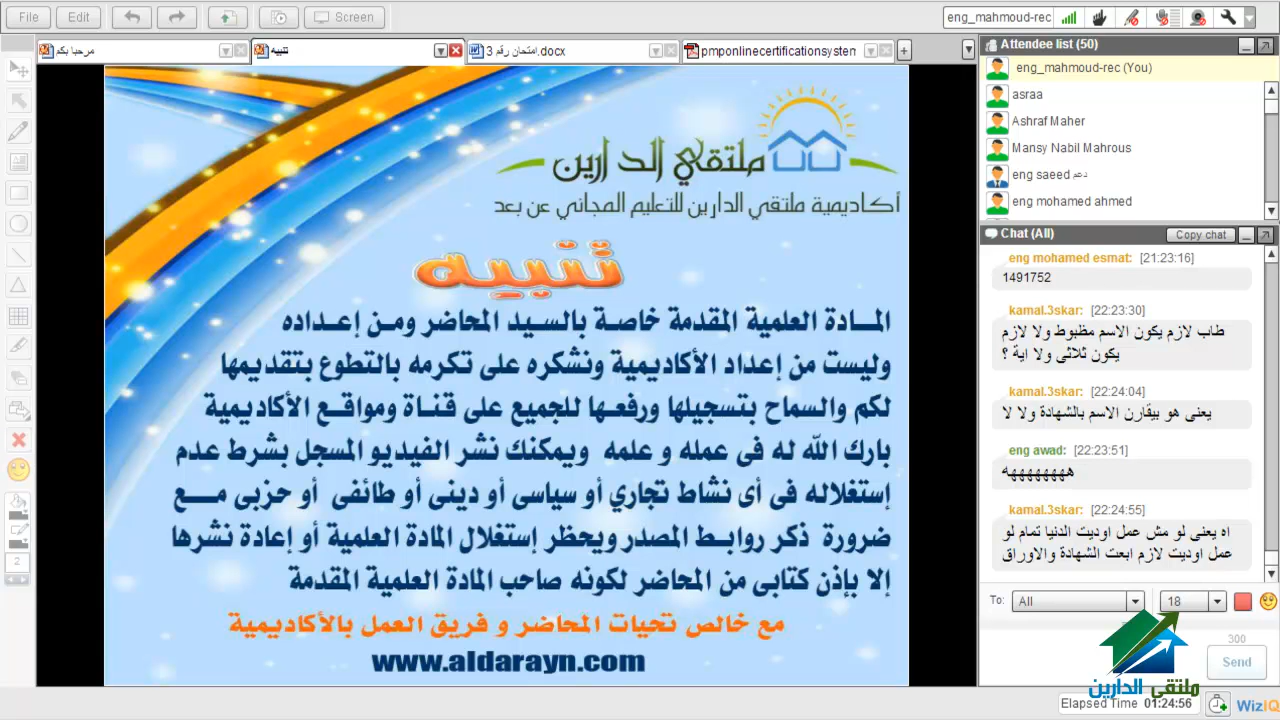 File
Edit
Screen
eng_mahmoud-rec
مرحبا بكم
تنبيه
امتحان رقم 3.docx
pmponlinecertificationsystem
Attendee list (50)
eng_mahmoud-rec (You)
asraa
Ashraf Maher
Mansy Nabil Mahrous
eng saeed دعم
eng mohamed ahmed
ملتقي الدارين
أكاديمية ملتقي الدارين للتعليم المجاني عن بعد
تنبيه
المــادة العلمية المقدمة خاصة بالسيد المحاضر ومن إعداده
وليست من إعداد الأكاديمية ونشكره على تكرمه بالتطوع بتقديمها
لكم والسماح بتسجيلها ورفعها للجميع على قناة ومواقع الأكاديمية
بارك الله له فى عمله و علمه ويمكنك نشر الفيديو المسجل بشرط عدم
إستغلاله فى أى نشاط تجاري أو سياسى أو دينى أو طائفى أو حزبى مــع
ضرورة ذكر روابط المصدر ويحظر إستغلال المادة العلمية أو إعادة نشرها
إلا بإذن كتابى من المحاضر لكونه صاحب المادة العلمية المقدمة
مع خالص تحيات المحاضر و فريق العمل بالأكاديمية
www.aldarayn.com
Chat (All)
Copy chat
eng mohamed esmat: [21:23:16]
1491752
kamal.3skar: [22:23:30]
طاب لازم يكون الاسم مظبوط ولا لازم
يكون ثلاثى ولا اية ؟
kamal.3skar: [22:24:04]
يعنى هو بيقارن الاسم بالشهادة ولا لا
eng awad: [22:23:51]
هههههههه
kamal.3skar: [22:24:55]
اه يعنى لو مش عمل اوديت الدنيا تمام لو
عمل اوديت لازم ابعت الشهادة والاوراق
To:
All
18
300
Send
ملتقى الدارين
Elapsed Time 01:24:56
WizIQ
2